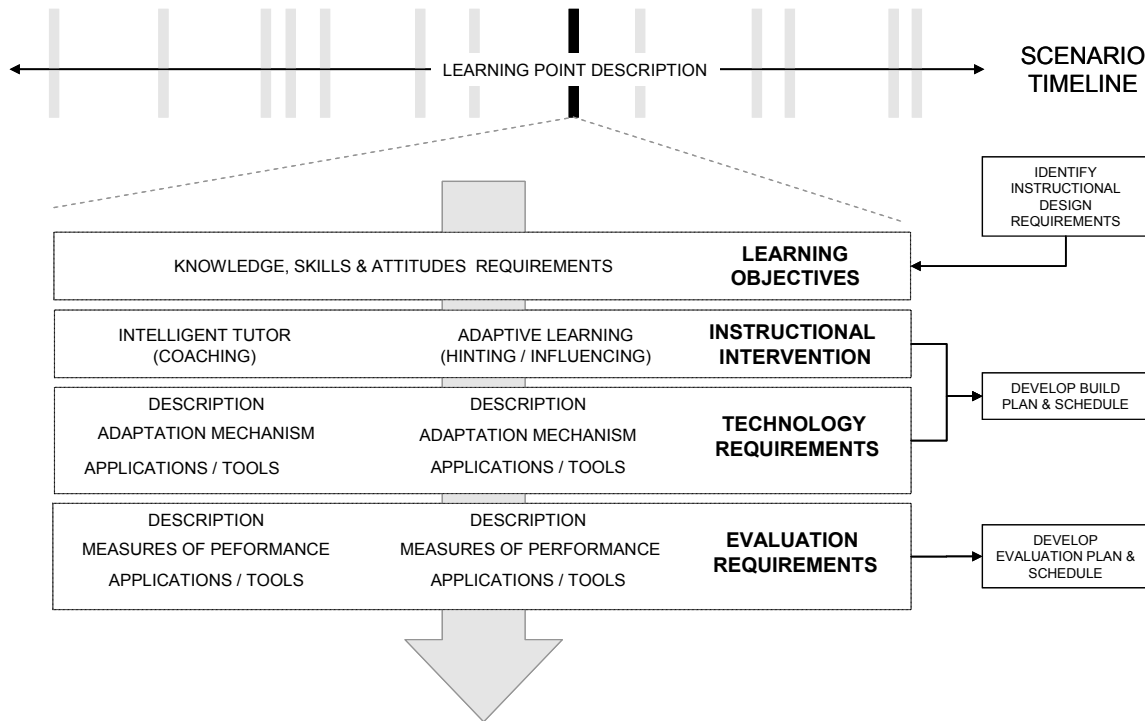 LEARNING POINT DESCRIPTION
SCENARIO
TIMELINE
IDENTIFY
INSTRUCTIONAL
DESIGN
REQUIREMENTS
KNOWLEDGE, SKILLS & ATTITUDES REQUIREMENTS
LEARNING
OBJECTIVES
INTELLIGENT TUTOR
(COACHING)
ADAPTIVE LEARNING
(HINTING / INFLUENCING)
INSTRUCTIONAL
INTERVENTION
DESCRIPTION
ADAPTATION MECHANISM
APPLICATIONS / TOOLS
DESCRIPTION
ADAPTATION MECHANISM
APPLICATIONS / TOOLS
TECHNOLOGY
REQUIREMENTS
DEVELOP BUILD
PLAN & SCHEDULE
DESCRIPTION
MEASURES OF PEFORMANCE
APPLICATIONS / TOOLS
DESCRIPTION
MEASURES OF PERFORMANCE
APPLICATIONS / TOOLS
EVALUATION
REQUIREMENTS
DEVELOP
EVALUATION PLAN &
SCHEDULE